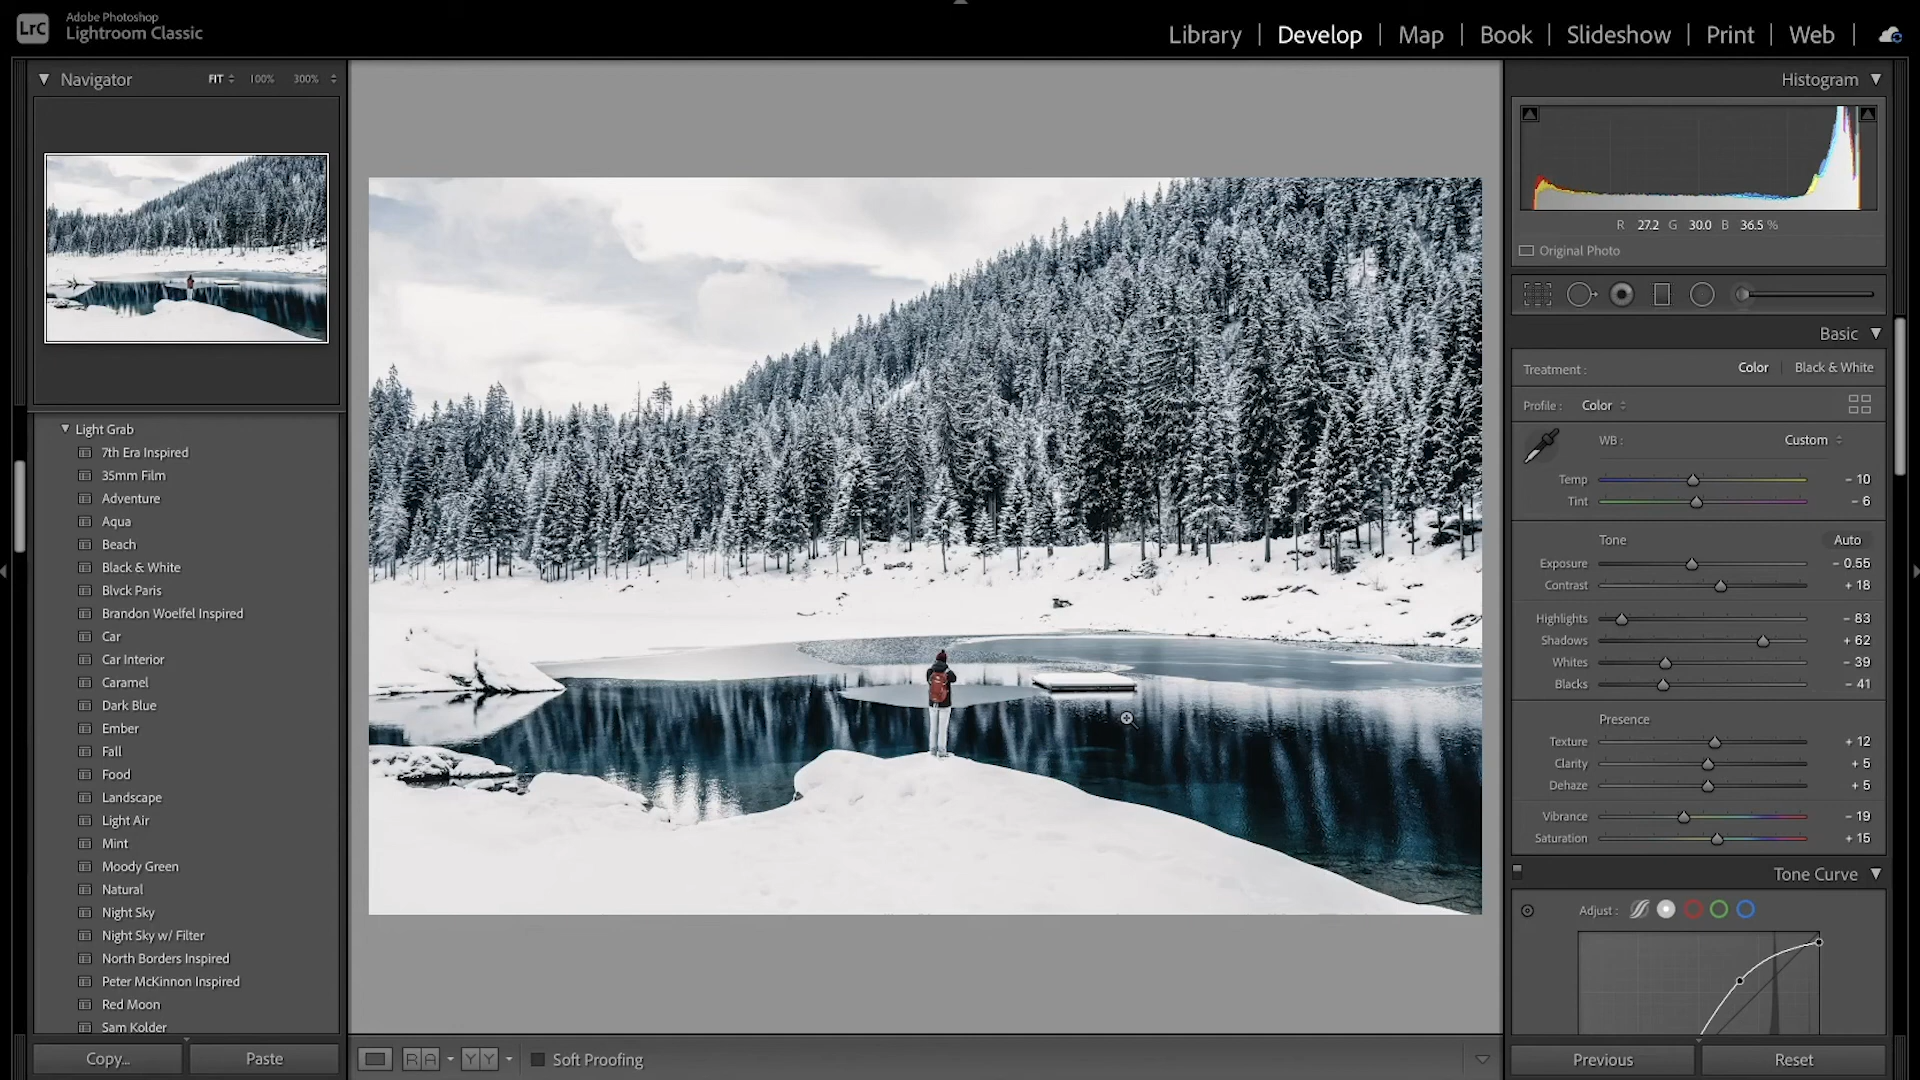 LrC
Adobe Photoshop
Lightroom Classic
Library | Develop | Map | Book | Slideshow | Print | Web |
Navigator FIT 100% 300%
Light Grab
7th Era Inspired
35mm Film
Adventure
Aqua
Beach
Black & White
Blvck Paris
Brandon Woelfel Inspired
Car
Car Interior
Caramel
Dark Blue
Ember
Fall
Food
Landscape
Light Air
Mint
Moody Green
Natural
Night Sky
Night Sky w/ Filter
North Borders Inspired
Peter McKinnon Inspired
Red Moon
Sam Kolder
Copy... Paste
R A Y Y Soft Proofing
Histogram
R 27.2 G 30.0 B 36.5 %
Original Photo
Basic
Treatment : Color Black & White
Profile : Color
WB : Custom
Temp - 10
Tint - 6
Tone Auto
Exposure - 0.55
Contrast + 18
Highlights - 83
Shadows + 62
Whites - 39
Blacks - 41
Presence
Texture + 12
Clarity + 5
Dehaze + 5
Vibrance - 19
Saturation + 15
Tone Curve
Adjust :
Previous Reset